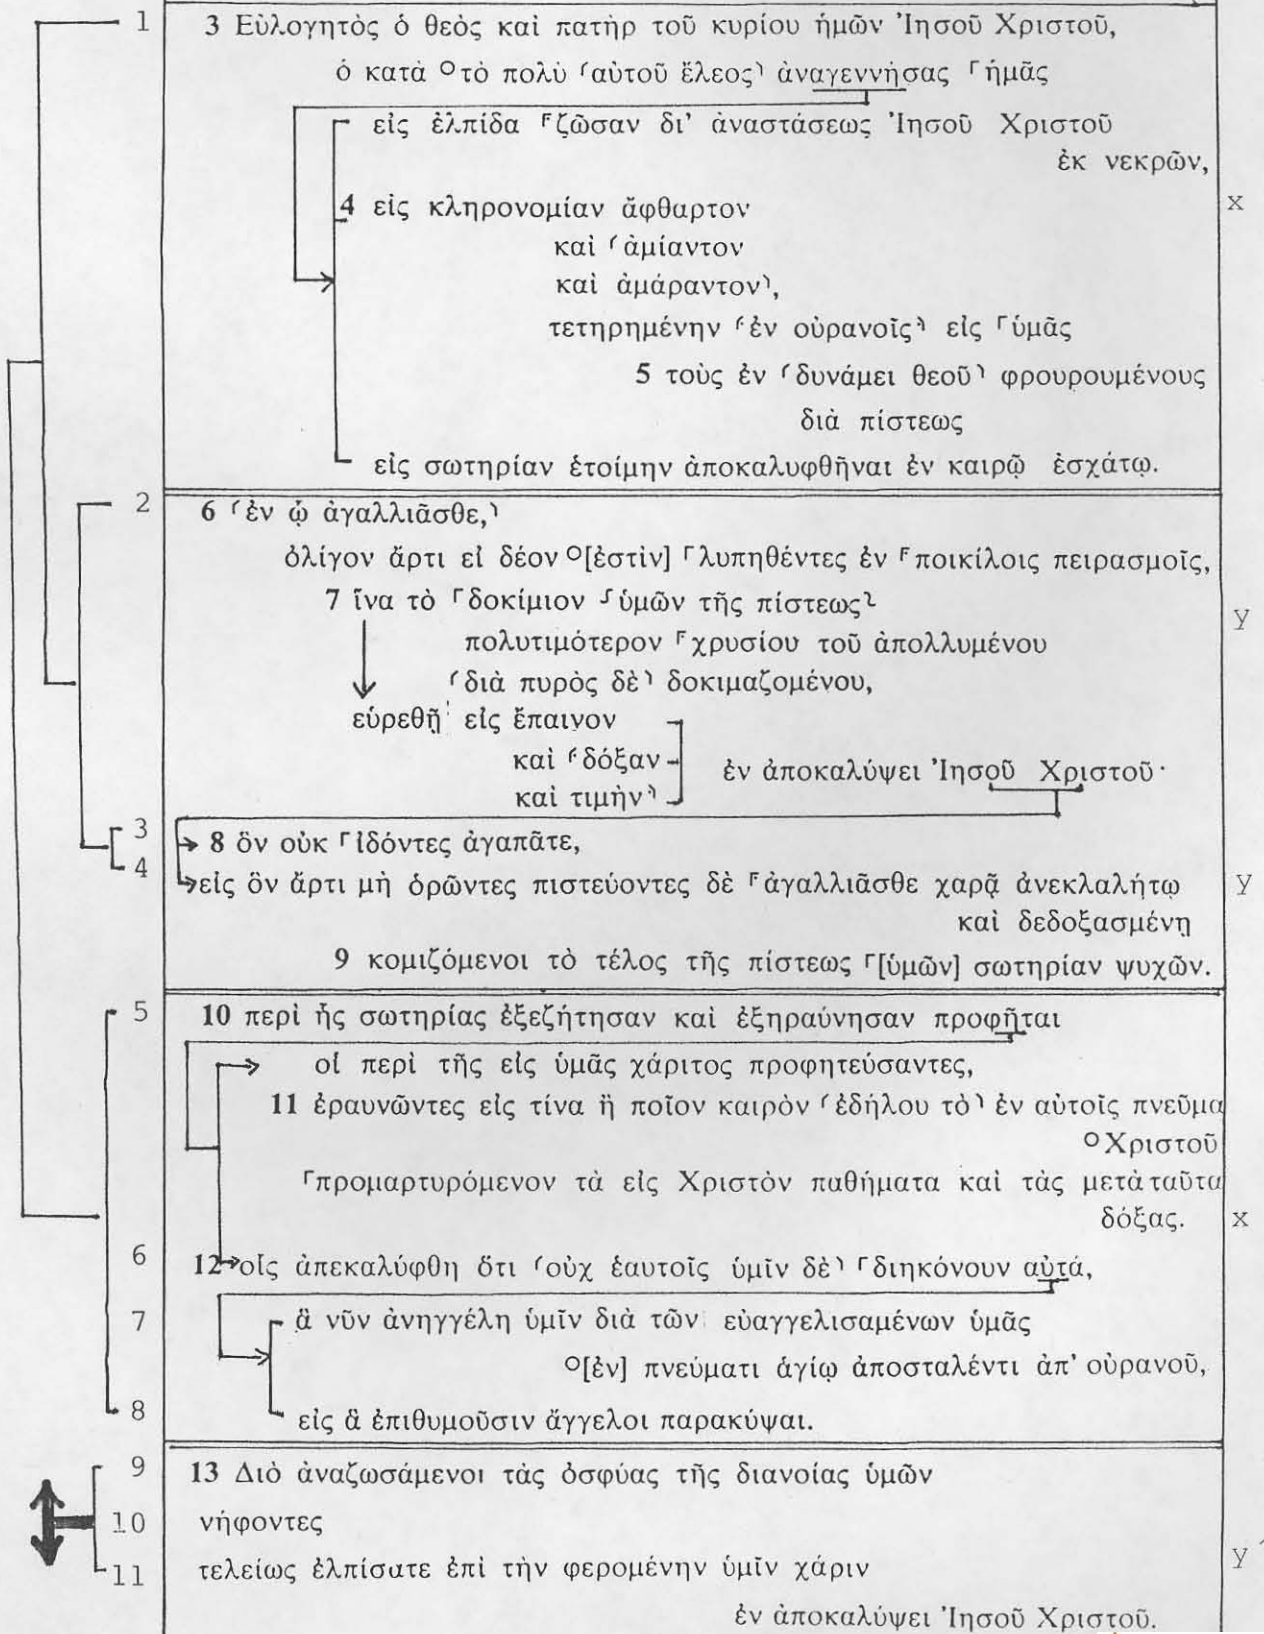 1 3 Εὐλογητὸς ὁ θεὸς καὶ πατὴρ τοῦ κυρίου ἡμῶν Ἰησοῦ Χριστοῦ,
ὁ κατὰ ᴼτὸ πολὺ ⸂αὐτοῦ ἔλεος⸃ ἀναγεννήσας ⸀ἡμᾶς
εἰς ἐλπίδα ⸁ζῶσαν δι' ἀναστάσεως Ἰησοῦ Χριστοῦ
ἐκ νεκρῶν,
4 εἰς κληρονομίαν ἄφθαρτον x
καὶ ⸂ἀμίαντον
καὶ ἀμάραντον⸃,
τετηρημένην ⸄ἐν οὐρανοῖς⸅ εἰς ⸀ὑμᾶς
5 τοὺς ἐν ⸂δυνάμει θεοῦ⸃ φρουρουμένους
διὰ πίστεως
εἰς σωτηρίαν ἑτοίμην ἀποκαλυφθῆναι ἐν καιρῷ ἐσχάτῳ.
2 6 ⸂ἐν ᾧ ἀγαλλιᾶσθε,⸃
ὀλίγον ἄρτι εἰ δέον ᴼ[ἐστὶν] ⸀λυπηθέντες ἐν ⸁ποικίλοις πειρασμοῖς,
7 ἵνα τὸ ⸀δοκίμιον ⸉ὑμῶν τῆς πίστεως⸊ y
πολυτιμότερον ⸁χρυσίου τοῦ ἀπολλυμένου
⸂διὰ πυρὸς δὲ⸃ δοκιμαζομένου,
εὑρεθῇ εἰς ἔπαινον
καὶ ⸄δόξαν ἐν ἀποκαλύψει Ἰησοῦ Χριστοῦ·
καὶ τιμὴν⸅
3 8 ὃν οὐκ ⸀ἰδόντες ἀγαπᾶτε,
4 εἰς ὃν ἄρτι μὴ ὁρῶντες πιστεύοντες δὲ ⸁ἀγαλλιᾶσθε χαρᾷ ἀνεκλαλήτῳ y
καὶ δεδοξασμένῃ
9 κομιζόμενοι τὸ τέλος τῆς πίστεως ⸀[ὑμῶν] σωτηρίαν ψυχῶν.
5 10 περὶ ἧς σωτηρίας ἐξεζήτησαν καὶ ἐξηραύνησαν προφῆται
οἱ περὶ τῆς εἰς ὑμᾶς χάριτος προφητεύσαντες,
11 ἐραυνῶντες εἰς τίνα ἢ ποῖον καιρὸν ⸂ἐδήλου τὸ⸃ ἐν αὐτοῖς πνεῦμα
ᴼΧριστοῦ
⸀προμαρτυρόμενον τὰ εἰς Χριστὸν παθήματα καὶ τὰς μετὰ ταῦτα
δόξας. x
6 12 οἷς ἀπεκαλύφθη ὅτι ⸂οὐχ ἑαυτοῖς ὑμῖν δὲ⸃ ⸀διηκόνουν αὐτά,
7 ἃ νῦν ἀνηγγέλη ὑμῖν διὰ τῶν εὐαγγελισαμένων ὑμᾶς
ᴼ[ἐν] πνεύματι ἁγίῳ ἀποσταλέντι ἀπ' οὐρανοῦ,
8 εἰς ἃ ἐπιθυμοῦσιν ἄγγελοι παρακύψαι.
9 13 Διὸ ἀναζωσάμενοι τὰς ὀσφύας τῆς διανοίας ὑμῶν
10 νήφοντες
11 τελείως ἐλπίσατε ἐπὶ τὴν φερομένην ὑμῖν χάριν y´
ἐν ἀποκαλύψει Ἰησοῦ Χριστοῦ.